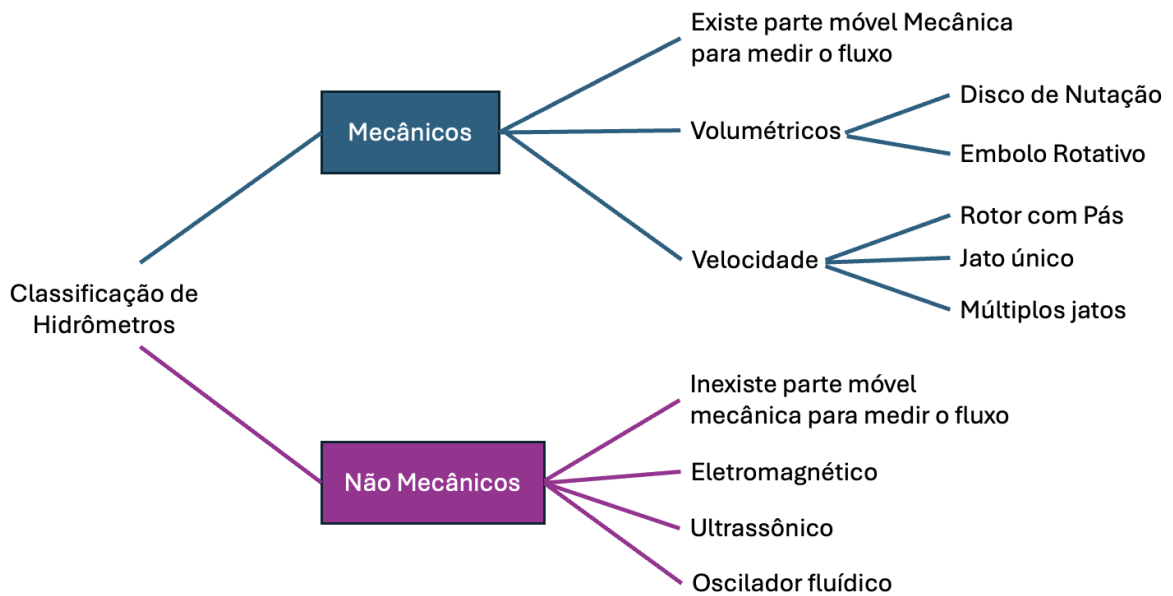 Existe parte móvel Mecânica
para medir o fluxo
Disco de Nutação
Mecânicos
Volumétricos
Embolo Rotativo
Rotor com Pás
Velocidade
Jato único
Classificação de
Hidrômetros
Múltiplos jatos
Inexiste parte móvel
mecânica para medir o fluxo
Eletromagnético
Não Mecânicos
Ultrassônico
Oscilador fluídico